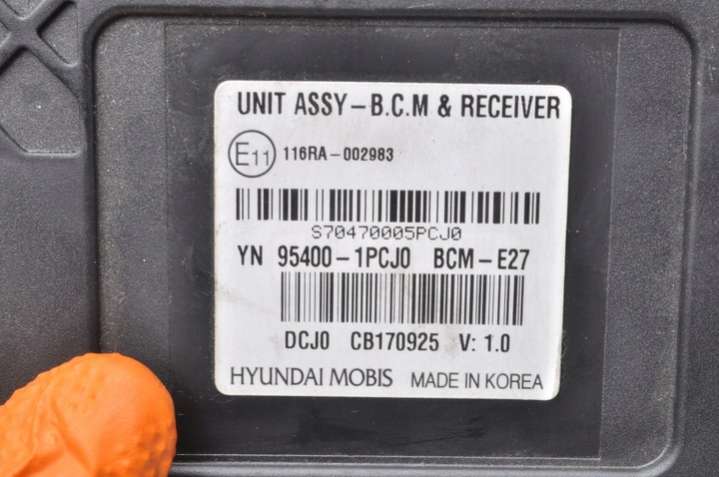 UNIT ASSY-B.C.M & RECEIVER
E11 116RA-002983
S70470005PCJ0
YN 95400-1PCJ0 BCM-E27
DCJ0 CB170925 V: 1.0
HYUNDAI MOBIS MADE IN KOREA